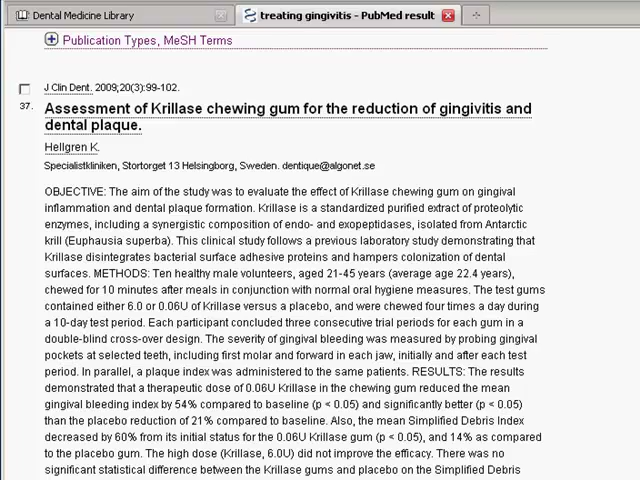 Dental Medicine Library
treating gingivitis - PubMed result
Publication Types, MeSH Terms
J Clin Dent. 2009;20(3):99-102.
37.
Assessment of Krillase chewing gum for the reduction of gingivitis and
dental plaque.
Hellgren K.
Specialistkliniken, Stortorget 13 Helsingborg, Sweden. dentique@algonet.se
OBJECTIVE: The aim of the study was to evaluate the effect of Krillase chewing gum on gingival
inflammation and dental plaque formation. Krillase is a standardized purified extract of proteolytic
enzymes, including a synergistic composition of endo- and exopeptidases, isolated from Antarctic
krill (Euphausia superba). This clinical study follows a previous laboratory study demonstrating that
Krillase disintegrates bacterial surface adhesive proteins and hampers colonization of dental
surfaces. METHODS: Ten healthy male volunteers, aged 21-45 years (average age 22.4 years),
chewed for 10 minutes after meals in conjunction with normal oral hygiene measures. The test gums
contained either 6.0 or 0.06U of Krillase versus a placebo, and were chewed four times a day during
a 10-day test period. Each participant concluded three consecutive trial periods for each gum in a
double-blind cross-over design. The severity of gingival bleeding was measured by probing gingival
pockets at selected teeth, including first molar and forward in each jaw, initially and after each test
period. In parallel, a plaque index was administered to the same patients. RESULTS: The results
demonstrated that a therapeutic dose of 0.06U Krillase in the chewing gum reduced the mean
gingival bleeding index by 54% compared to baseline (p < 0.05) and significantly better (p < 0.05)
than the placebo reduction of 21% compared to baseline. Also, the mean Simplified Debris Index
decreased by 60% from its initial status for the 0.06U Krillase gum (p < 0.05), and 14% as compared
to the placebo gum. The high dose (Krillase, 6.0U) did not improve the efficacy. There was no
significant statistical difference between the Krillase gums and placebo on the Simplified Debris